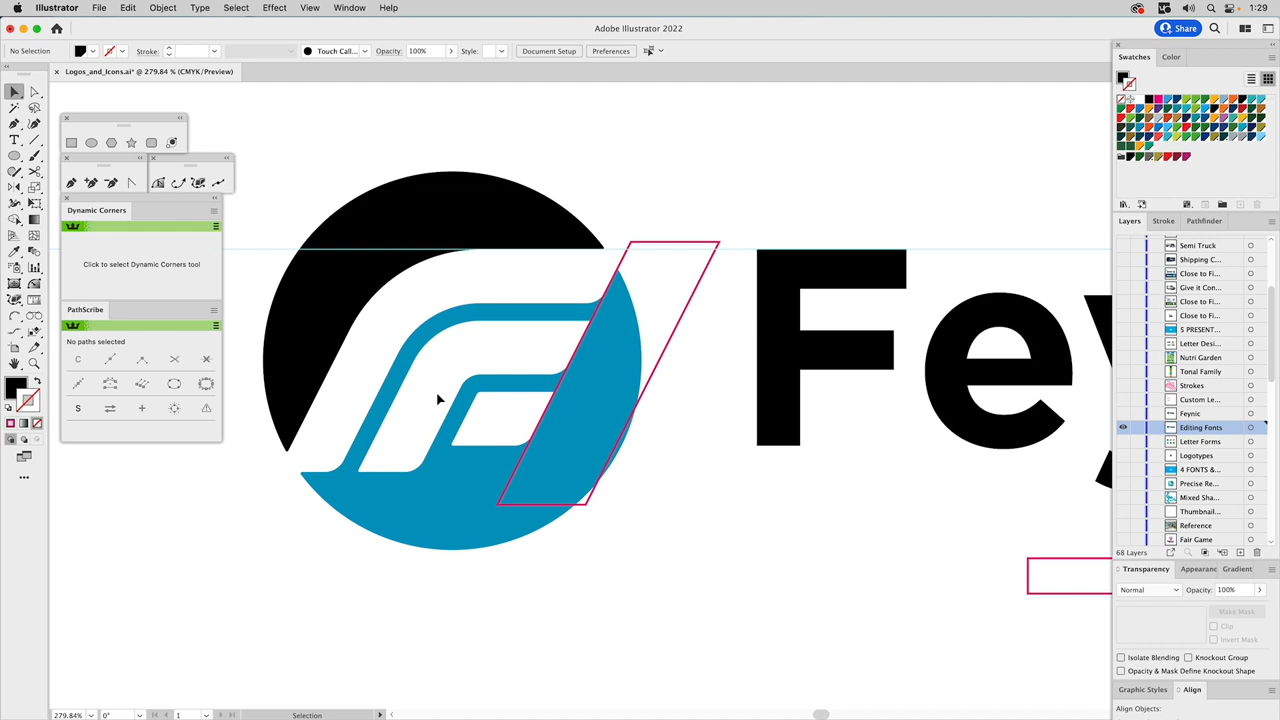 Illustrator File Edit Object Type Select Effect View Window Help 1:29
Adobe Illustrator 2022
Share
No Selection Stroke: Touch Call... Opacity: 100% Style: Document Setup Preferences
× Logos_and_Icons.ai* @ 279.84 % (CMYK/Preview)
Swatches Color
Dynamic Corners
Click to select Dynamic Corners tool
PathScribe
No paths selected
Fey
Layers Stroke Pathfinder
Semi Truck
Shipping C...
Close to Fi...
Give it Con...
Close to Fi...
Close to Fi...
5 PRESENT...
Letter Desi...
Nutri Garden
Tonal Family
Strokes
Custom Le...
Feynic
Editing Fonts
Letter Forms
Logotypes
4 FONTS &...
Precise Re...
Mixed Sha...
Thumbnail...
Reference
Fair Game
68 Layers
Transparency Appearanc Gradient
Normal Opacity: 100%
Make Mask
Clip
Invert Mask
Isolate Blending Knockout Group
Opacity & Mask Define Knockout Shape
Graphic Styles Align
Align Objects:
279.84% 0° 1 Selection